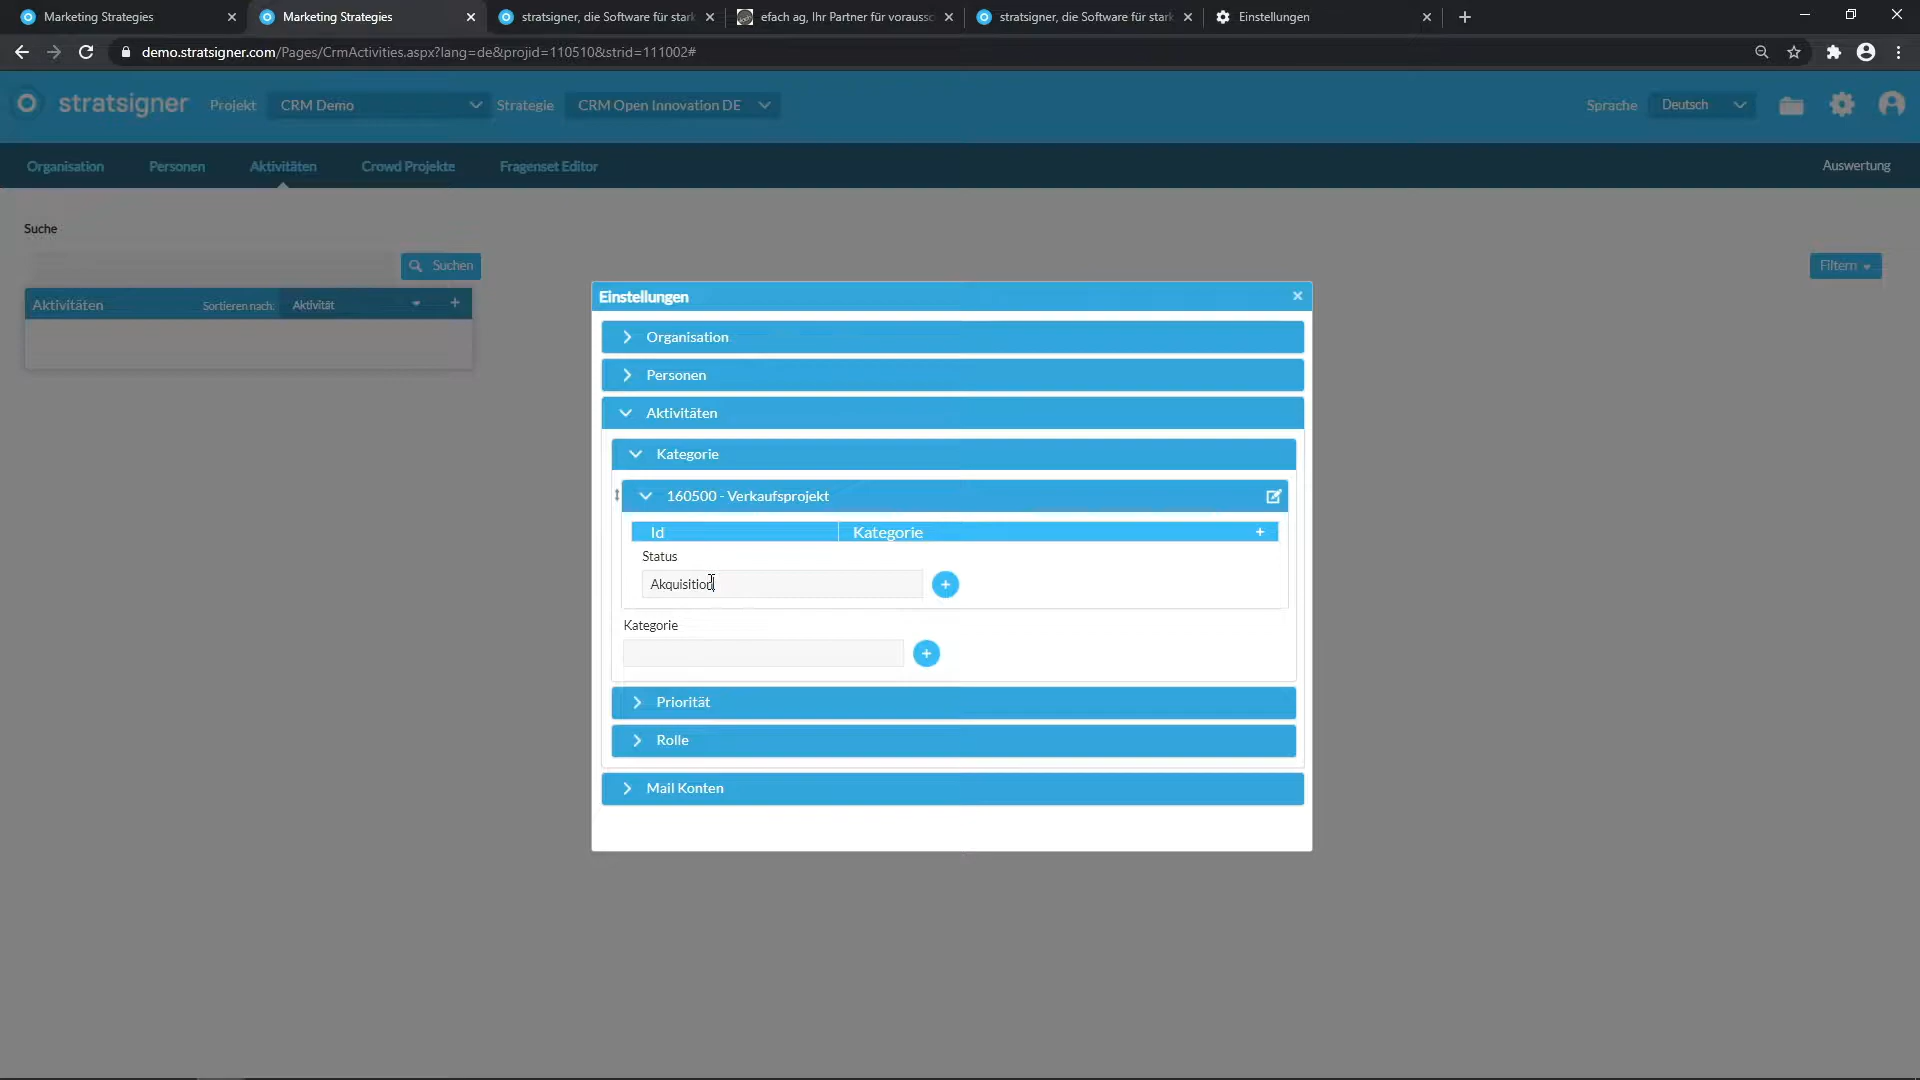 Marketing Strategies
Marketing Strategies
stratsigner, die Software für stark
efach ag, Ihr Partner für vorauss
stratsigner, die Software für stark
Einstellungen
demo.stratsigner.com/Pages/CrmActivities.aspx?lang=de&projid=110510&strid=111002#
stratsigner
Projekt
CRM Demo
Strategie
CRM Open Innovation DE
Sprache
Deutsch
Organisation
Personen
Aktivitäten
Crowd Projekte
Fragenset Editor
Auswertung
Suche
Suchen
Filtern
Aktivitäten
Sortieren nach:
Aktivität
Einstellungen
Organisation
Personen
Aktivitäten
Kategorie
160500 - Verkaufsprojekt
Id
Kategorie
Status
Akquisition
Kategorie
Priorität
Rolle
Mail Konten